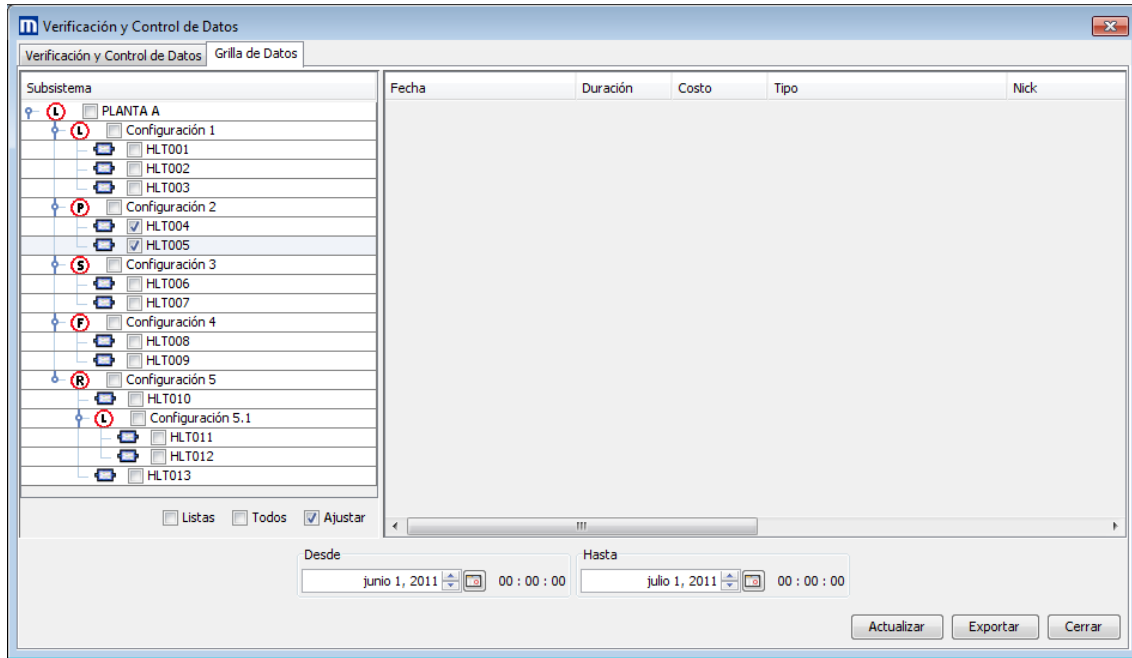 Verificación y Control de Datos
Verificación y Control de Datos Grilla de Datos
Subsistema Fecha Duración Costo Tipo Nick
L PLANTA A
L Configuración 1
HLT001
HLT002
HLT003
P Configuración 2
HLT004
HLT005
S Configuración 3
HLT006
HLT007
F Configuración 4
HLT008
HLT009
R Configuración 5
HLT010
L Configuración 5.1
HLT011
HLT012
HLT013
Listas Todos Ajustar
Desde Hasta
junio 1, 2011 00 : 00 : 00 julio 1, 2011 00 : 00 : 00
Actualizar Exportar Cerrar